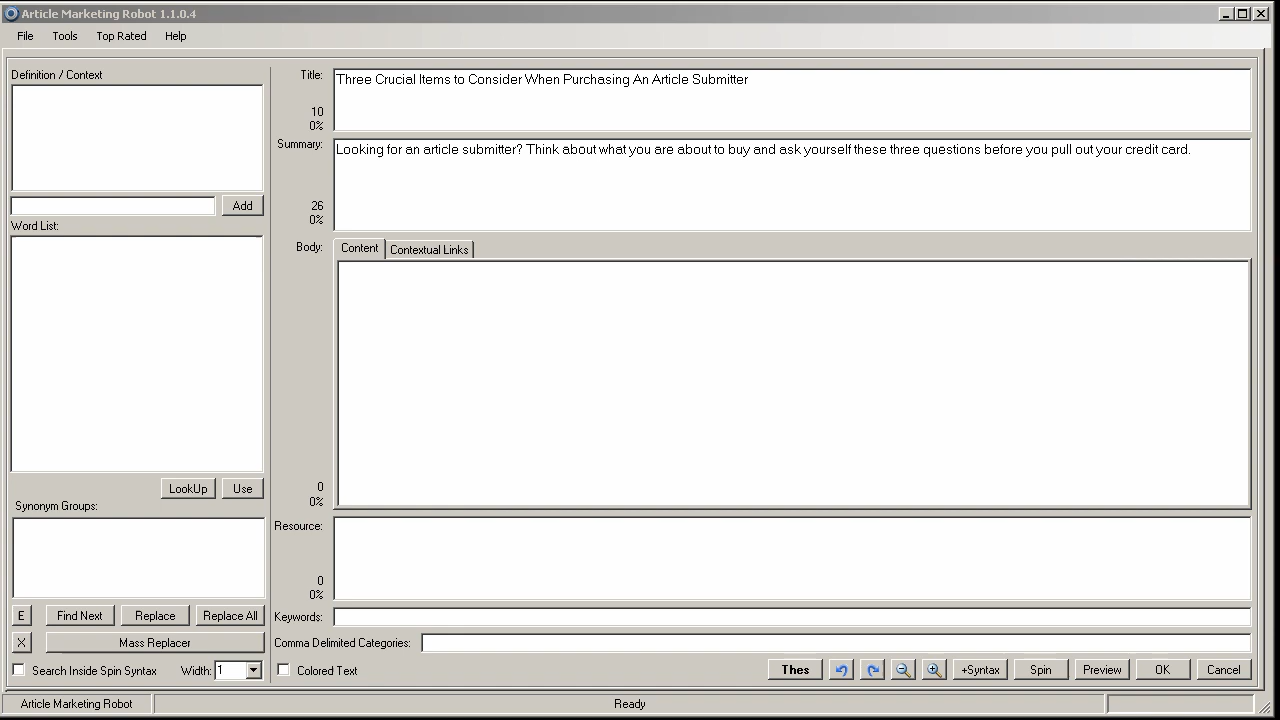 Article Marketing Robot 1.1.0.4
File Tools Top Rated Help
Definition / Context
Add
Word List:
LookUp Use
Synonym Groups:
E Find Next Replace Replace All
X Mass Replacer
Search Inside Spin Syntax Width: 1
Title: Three Crucial Items to Consider When Purchasing An Article Submitter
10
0%
Summary: Looking for an article submitter? Think about what you are about to buy and ask yourself these three questions before you pull out your credit card.
26
0%
Body: Content Contextual Links
0
0%
Resource:
0
0%
Keywords:
Comma Delimited Categories:
Colored Text Thes +Syntax Spin Preview OK Cancel
Article Marketing Robot Ready